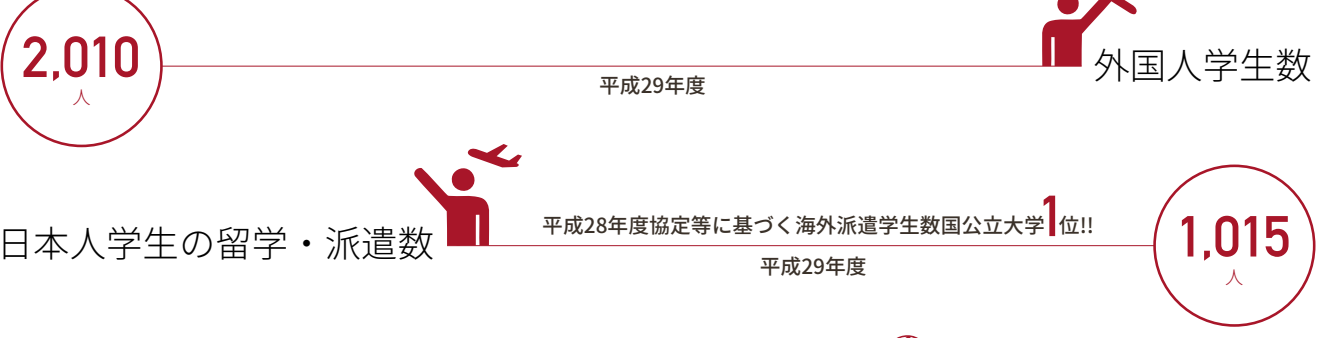 2,010
人
平成29年度
外国人学生数
日本人学生の留学・派遣数
平成28年度協定等に基づく海外派遣学生数国公立大学1位!!
平成29年度
1,015
人